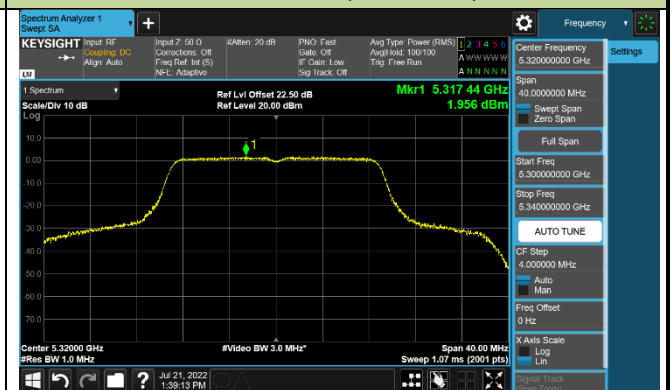 Spectrum Analyzer 1
Swept SA
+
Frequency
KEYSIGHT
Input: RF
Coupling: DC
Align: Auto
Input Z: 50 Ω
Corrections: Off
Freq Ref: Int (S)
NFE: Adaptive
#Atten: 20 dB
PNO: Fast
Gate: Off
IF Gain: Low
Sig Track: Off
Avg Type: Power (RMS)
Avg|Hold: 100/100
Trig: Free Run
1 2 3 4 5 6
A W W W W W
A N N N N N
LXI
1 Spectrum
Scale/Div 10 dB
Log
Ref Lvl Offset 22.50 dB
Ref Level 20.00 dBm
Mkr1 5.317 44 GHz
1.956 dBm
10.0
0.00
-10.0
-20.0
-30.0
-40.0
-50.0
-60.0
-70.0
1
Center 5.32000 GHz
#Res BW 1.0 MHz
#Video BW 3.0 MHz*
Span 40.00 MHz
Sweep 1.07 ms (2001 pts)
Center Frequency
5.320000000 GHz
Settings
Span
40.0000000 MHz
Swept Span
Zero Span
Full Span
Start Freq
5.300000000 GHz
Stop Freq
5.340000000 GHz
AUTO TUNE
CF Step
4.000000 MHz
Auto
Man
Freq Offset
0 Hz
X Axis Scale
Log
Lin
Signal Track
(Span Zoom)
?
Jul 21, 2022
1:39:13 PM